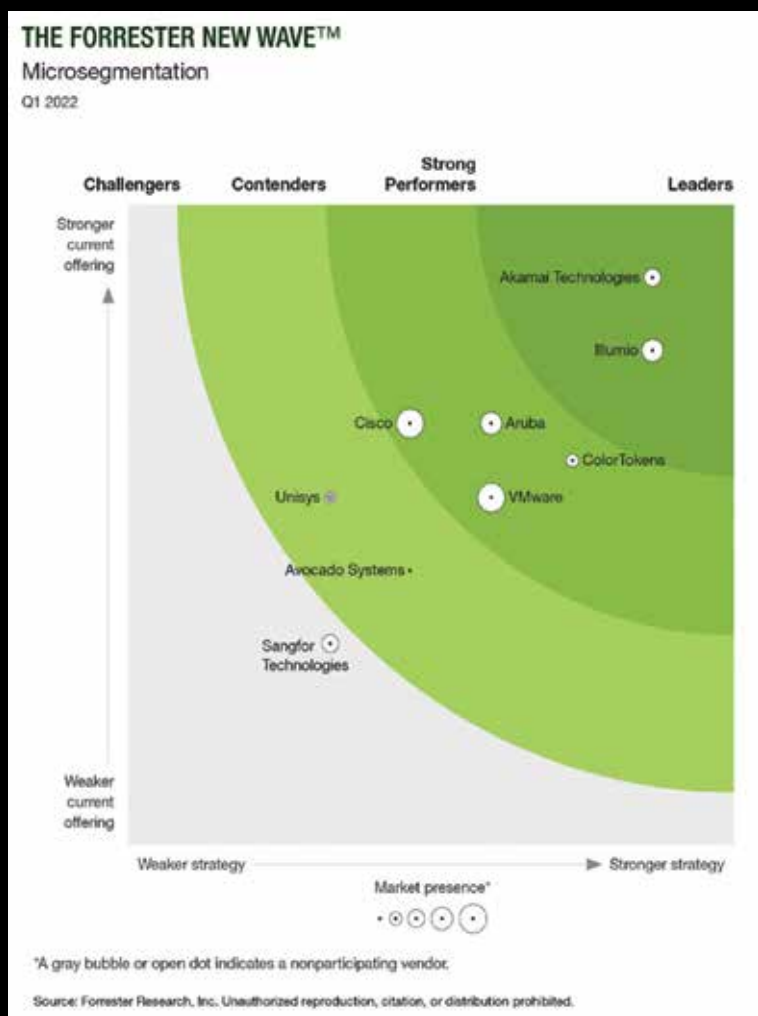 THE FORRESTER NEW WAVE™
Microsegmentation
Q1 2022
Challengers
Contenders
Strong
Performers
Leaders
Stronger
current
offering
Akamai Technologies
Illumio
Cisco
Aruba
ColorTokens
Unisys
VMware
Avocado Systems
Sangfor
Technologies
Weaker
current
offering
Weaker strategy
Stronger strategy
Market presence*
*A gray bubble or open dot indicates a nonparticipating vendor.
Source: Forrester Research, Inc. Unauthorized reproduction, citation, or distribution prohibited.